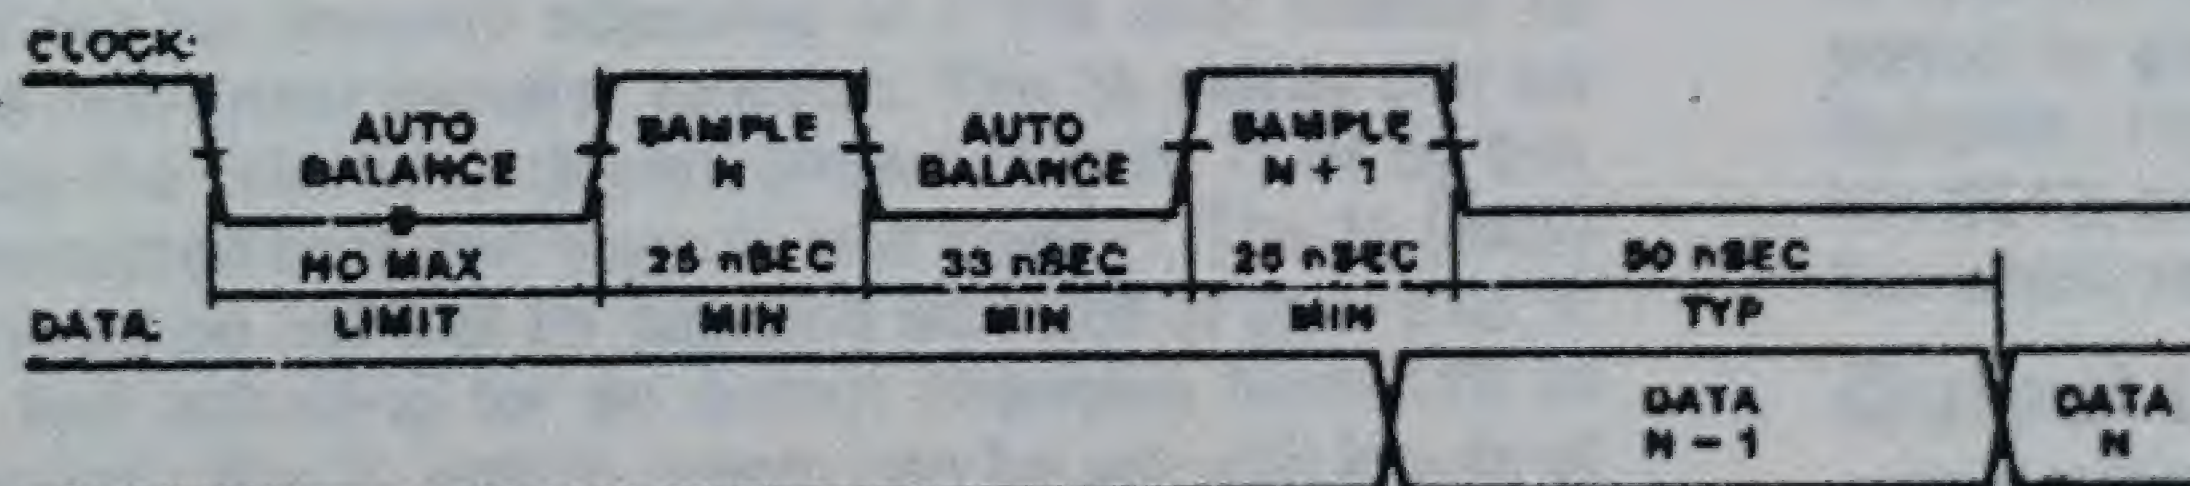 CLOCK:
AUTO
BALANCE
SAMPLE
N
AUTO
BALANCE
SAMPLE
N + 1
NO MAX
LIMIT
25 nSEC
MIN
33 nSEC
MIN
25 nSEC
MIN
50 nSEC
TYP
DATA:
DATA
N - 1
DATA
N